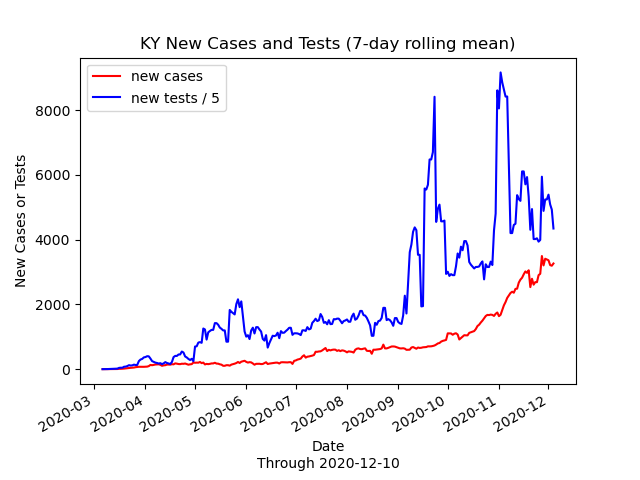 KY New Cases and Tests (7-day rolling mean)
new cases
new tests / 5
New Cases or Tests
8000
6000
4000
2000
0
2020-03
2020-04
2020-05
2020-06
2020-07
2020-08
2020-09
2020-10
2020-11
2020-12
Date
Through 2020-12-10